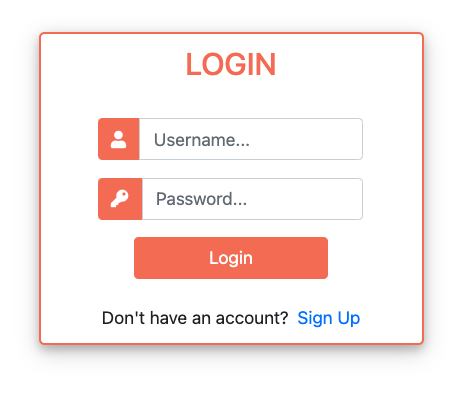 LOGIN
Username...
Password...
Login
Don't have an account? Sign Up